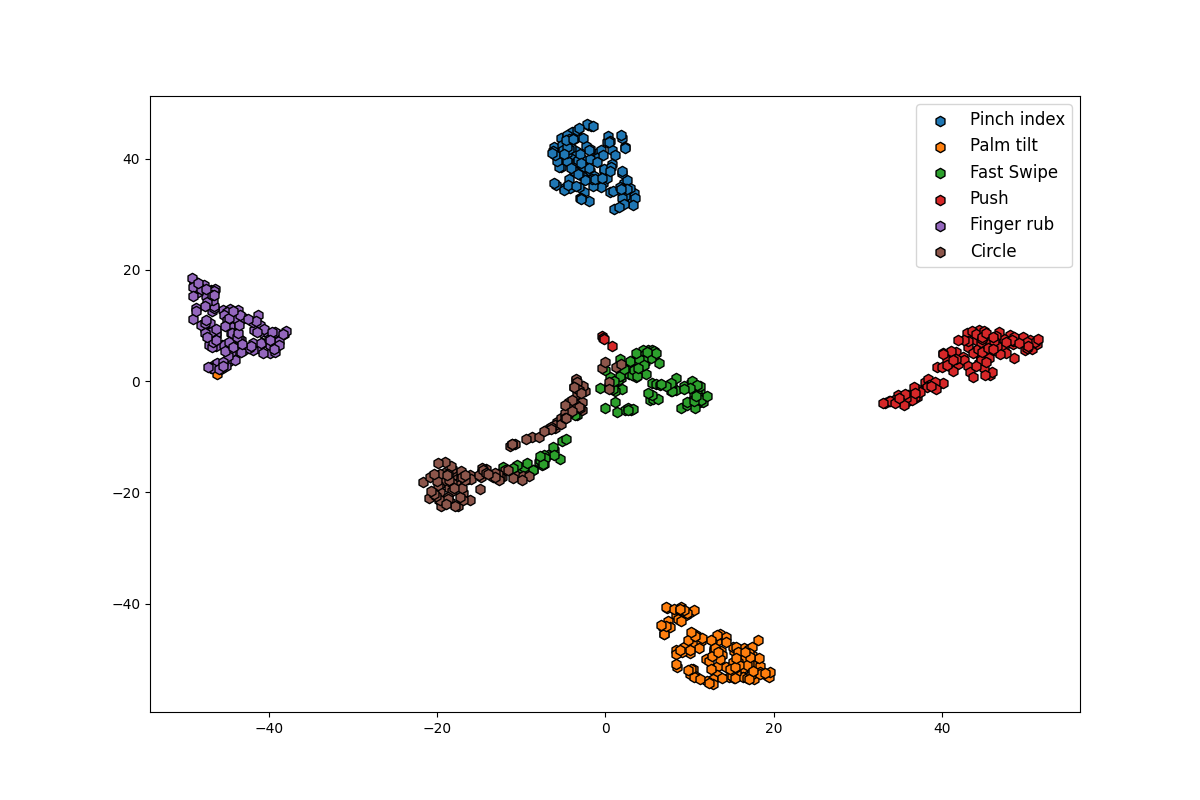 Pinch index
Palm tilt
Fast Swipe
Push
Finger rub
Circle
40
20
0
−20
−40
−40
−20
0
20
40